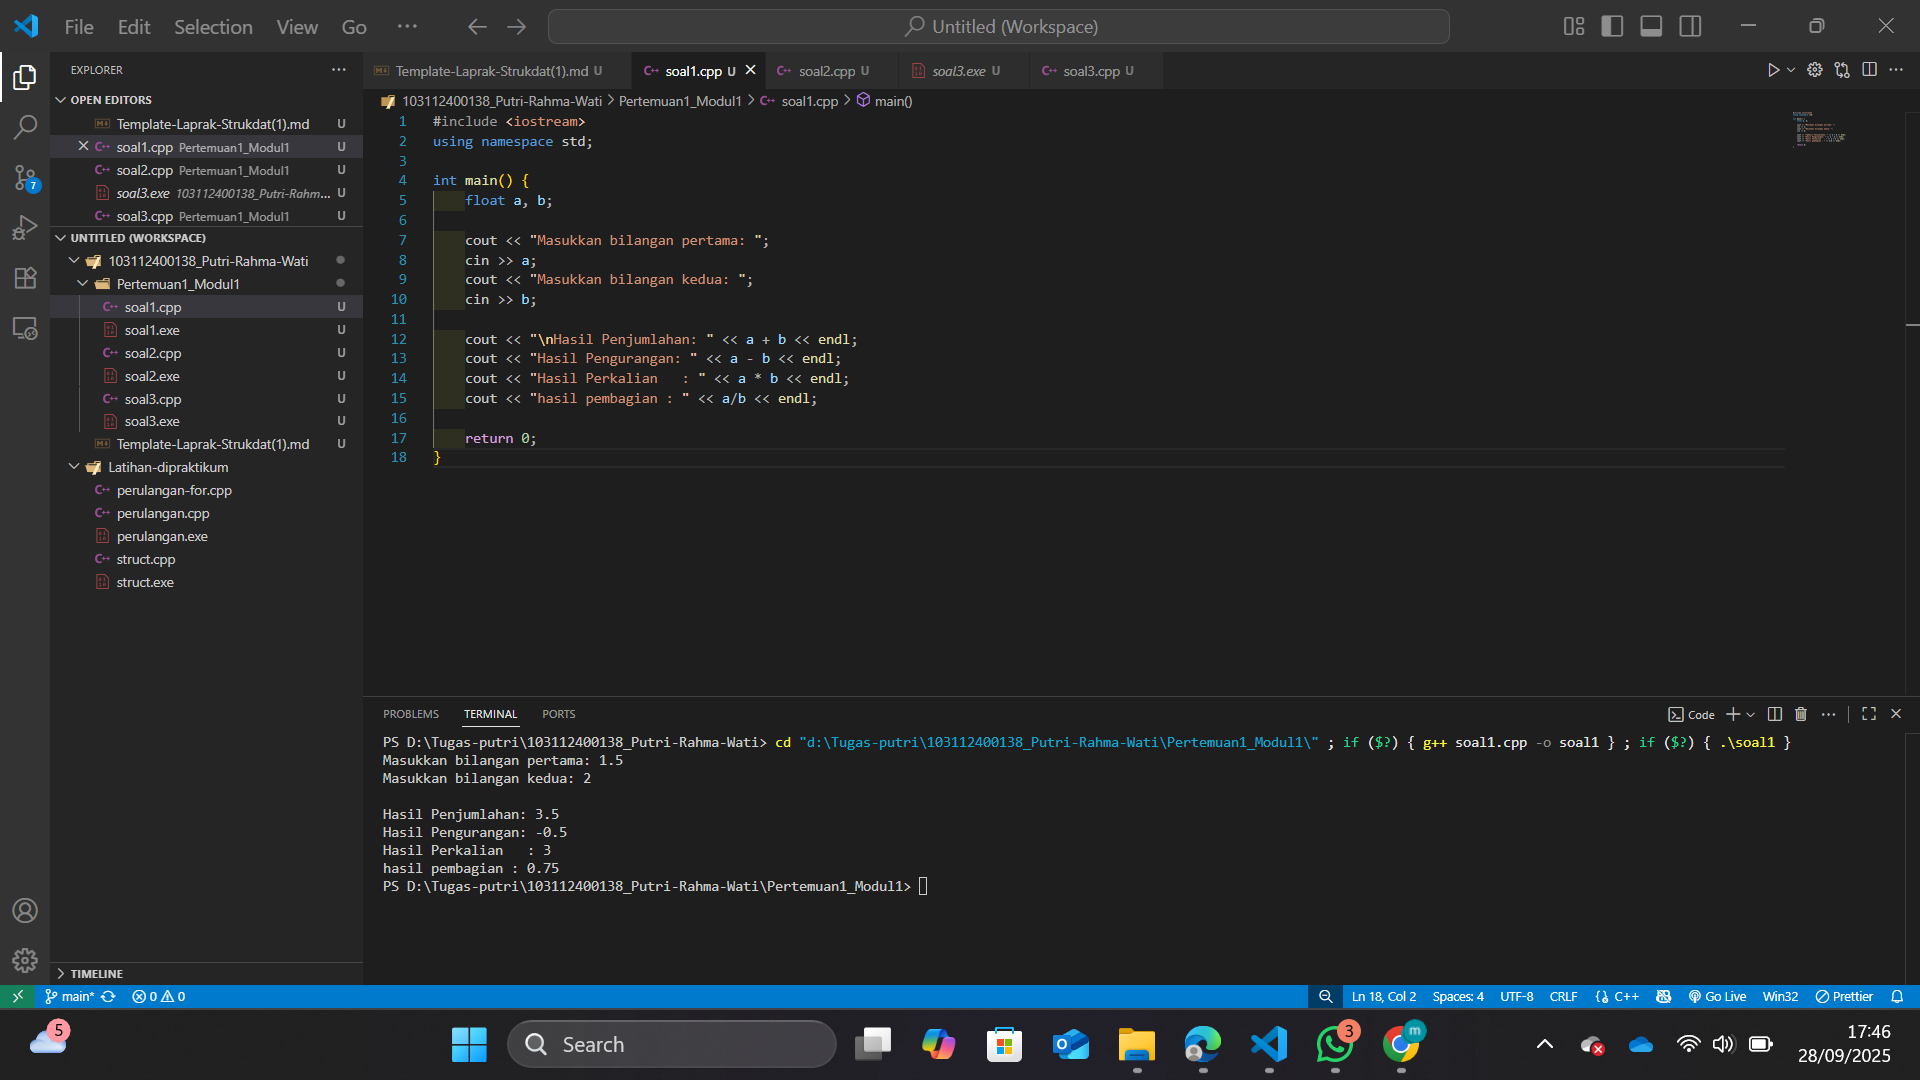 File Edit Selection View Go ··· Untitled (Workspace)
EXPLORER ···
OPEN EDITORS
Template-Laprak-Strukdat(1).md U
soal1.cpp Pertemuan1_Modul1 U
soal2.cpp Pertemuan1_Modul1 U
soal3.exe 103112400138_Putri-Rahm... U
soal3.cpp Pertemuan1_Modul1 U
UNTITLED (WORKSPACE)
103112400138_Putri-Rahma-Wati
Pertemuan1_Modul1
soal1.cpp U
soal1.exe U
soal2.cpp U
soal2.exe U
soal3.cpp U
soal3.exe U
Template-Laprak-Strukdat(1).md U
Latihan-dipraktikum
perulangan-for.cpp
perulangan.cpp
perulangan.exe
struct.cpp
struct.exe
TIMELINE
7
Template-Laprak-Strukdat(1).md U soal1.cpp U soal2.cpp U soal3.exe U soal3.cpp U
103112400138_Putri-Rahma-Wati > Pertemuan1_Modul1 > soal1.cpp > main()
1 #include <iostream>
2 using namespace std;
3
4 int main() {
5 float a, b;
6
7 cout << "Masukkan bilangan pertama: ";
8 cin >> a;
9 cout << "Masukkan bilangan kedua: ";
10 cin >> b;
11
12 cout << "\nHasil Penjumlahan: " << a + b << endl;
13 cout << "Hasil Pengurangan: " << a - b << endl;
14 cout << "Hasil Perkalian   : " << a * b << endl;
15 cout << "hasil pembagian : " << a/b << endl;
16
17 return 0;
18 }
PROBLEMS TERMINAL PORTS
Code
PS D:\Tugas-putri\103112400138_Putri-Rahma-Wati> cd "d:\Tugas-putri\103112400138_Putri-Rahma-Wati\Pertemuan1_Modul1\" ; if ($?) { g++ soal1.cpp -o soal1 } ; if ($?) { .\soal1 }
Masukkan bilangan pertama: 1.5
Masukkan bilangan kedua: 2
Hasil Penjumlahan: 3.5
Hasil Pengurangan: -0.5
Hasil Perkalian   : 3
hasil pembagian : 0.75
PS D:\Tugas-putri\103112400138_Putri-Rahma-Wati\Pertemuan1_Modul1>
main* 0 0 Ln 18, Col 2 Spaces: 4 UTF-8 CRLF {} C++ Go Live Win32 Prettier
5 Search 3 m 17:46
28/09/2025